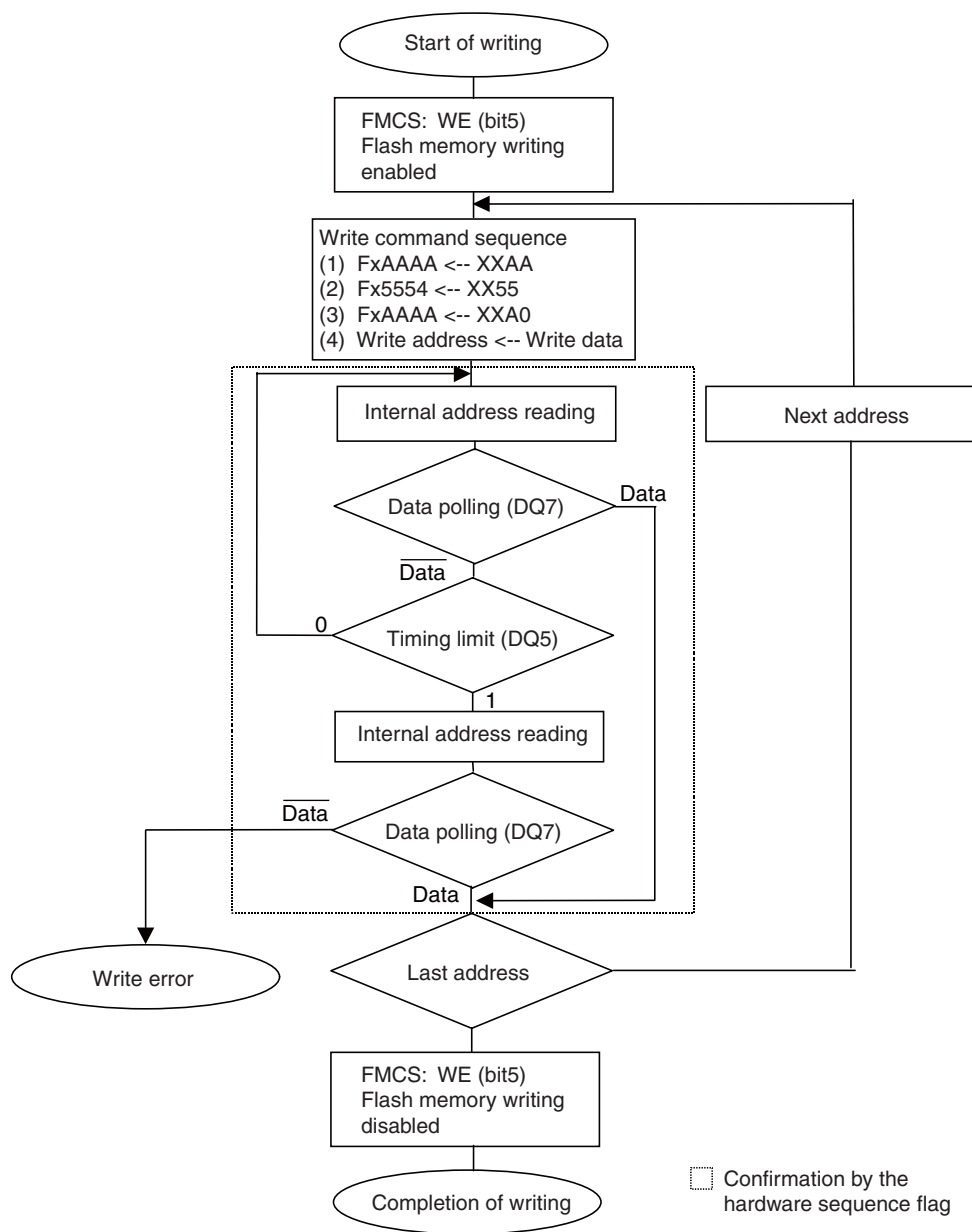 Start of writing
FMCS: WE (bit5)
Flash memory writing
enabled
Write command sequence
(1) FxAAAA <-- XXAA
(2) Fx5554 <-- XX55
(3) FxAAAA <-- XXA0
(4) Write address <-- Write data
Internal address reading
Next address
Data polling (DQ7)
Data
D̅a̅t̅a̅
0
Timing limit (DQ5)
1
Internal address reading
D̅a̅t̅a̅
Data polling (DQ7)
Data
Write error
Last address
FMCS: WE (bit5)
Flash memory writing
disabled
Completion of writing
Confirmation by the
hardware sequence flag